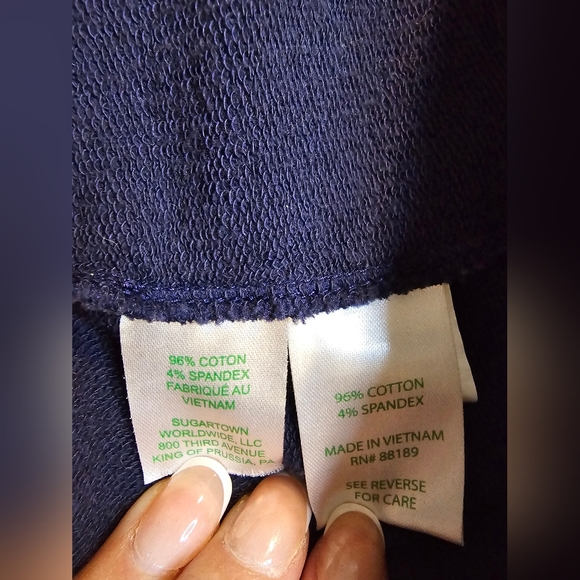 96% COTON
4% SPANDEX
FABRIQUÉ AU
VIETNAM
SUGARTOWN
WORLDWIDE, LLC
800 THIRD AVENUE
KING OF PRUSSIA, PA
96% COTTON
4% SPANDEX
MADE IN VIETNAM
RN# 88189
SEE REVERSE
FOR CARE